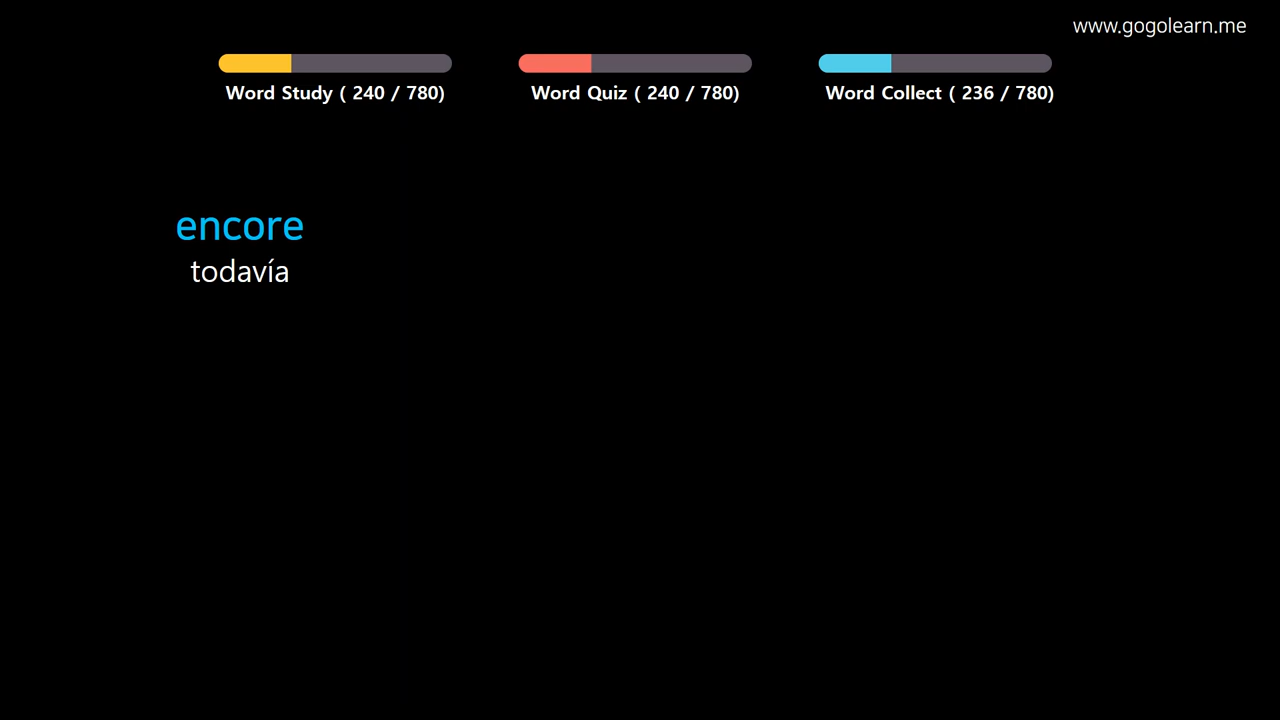 www.gogolearn.me
Word Study ( 240 / 780)
Word Quiz ( 240 / 780)
Word Collect ( 236 / 780)
encore
todavía